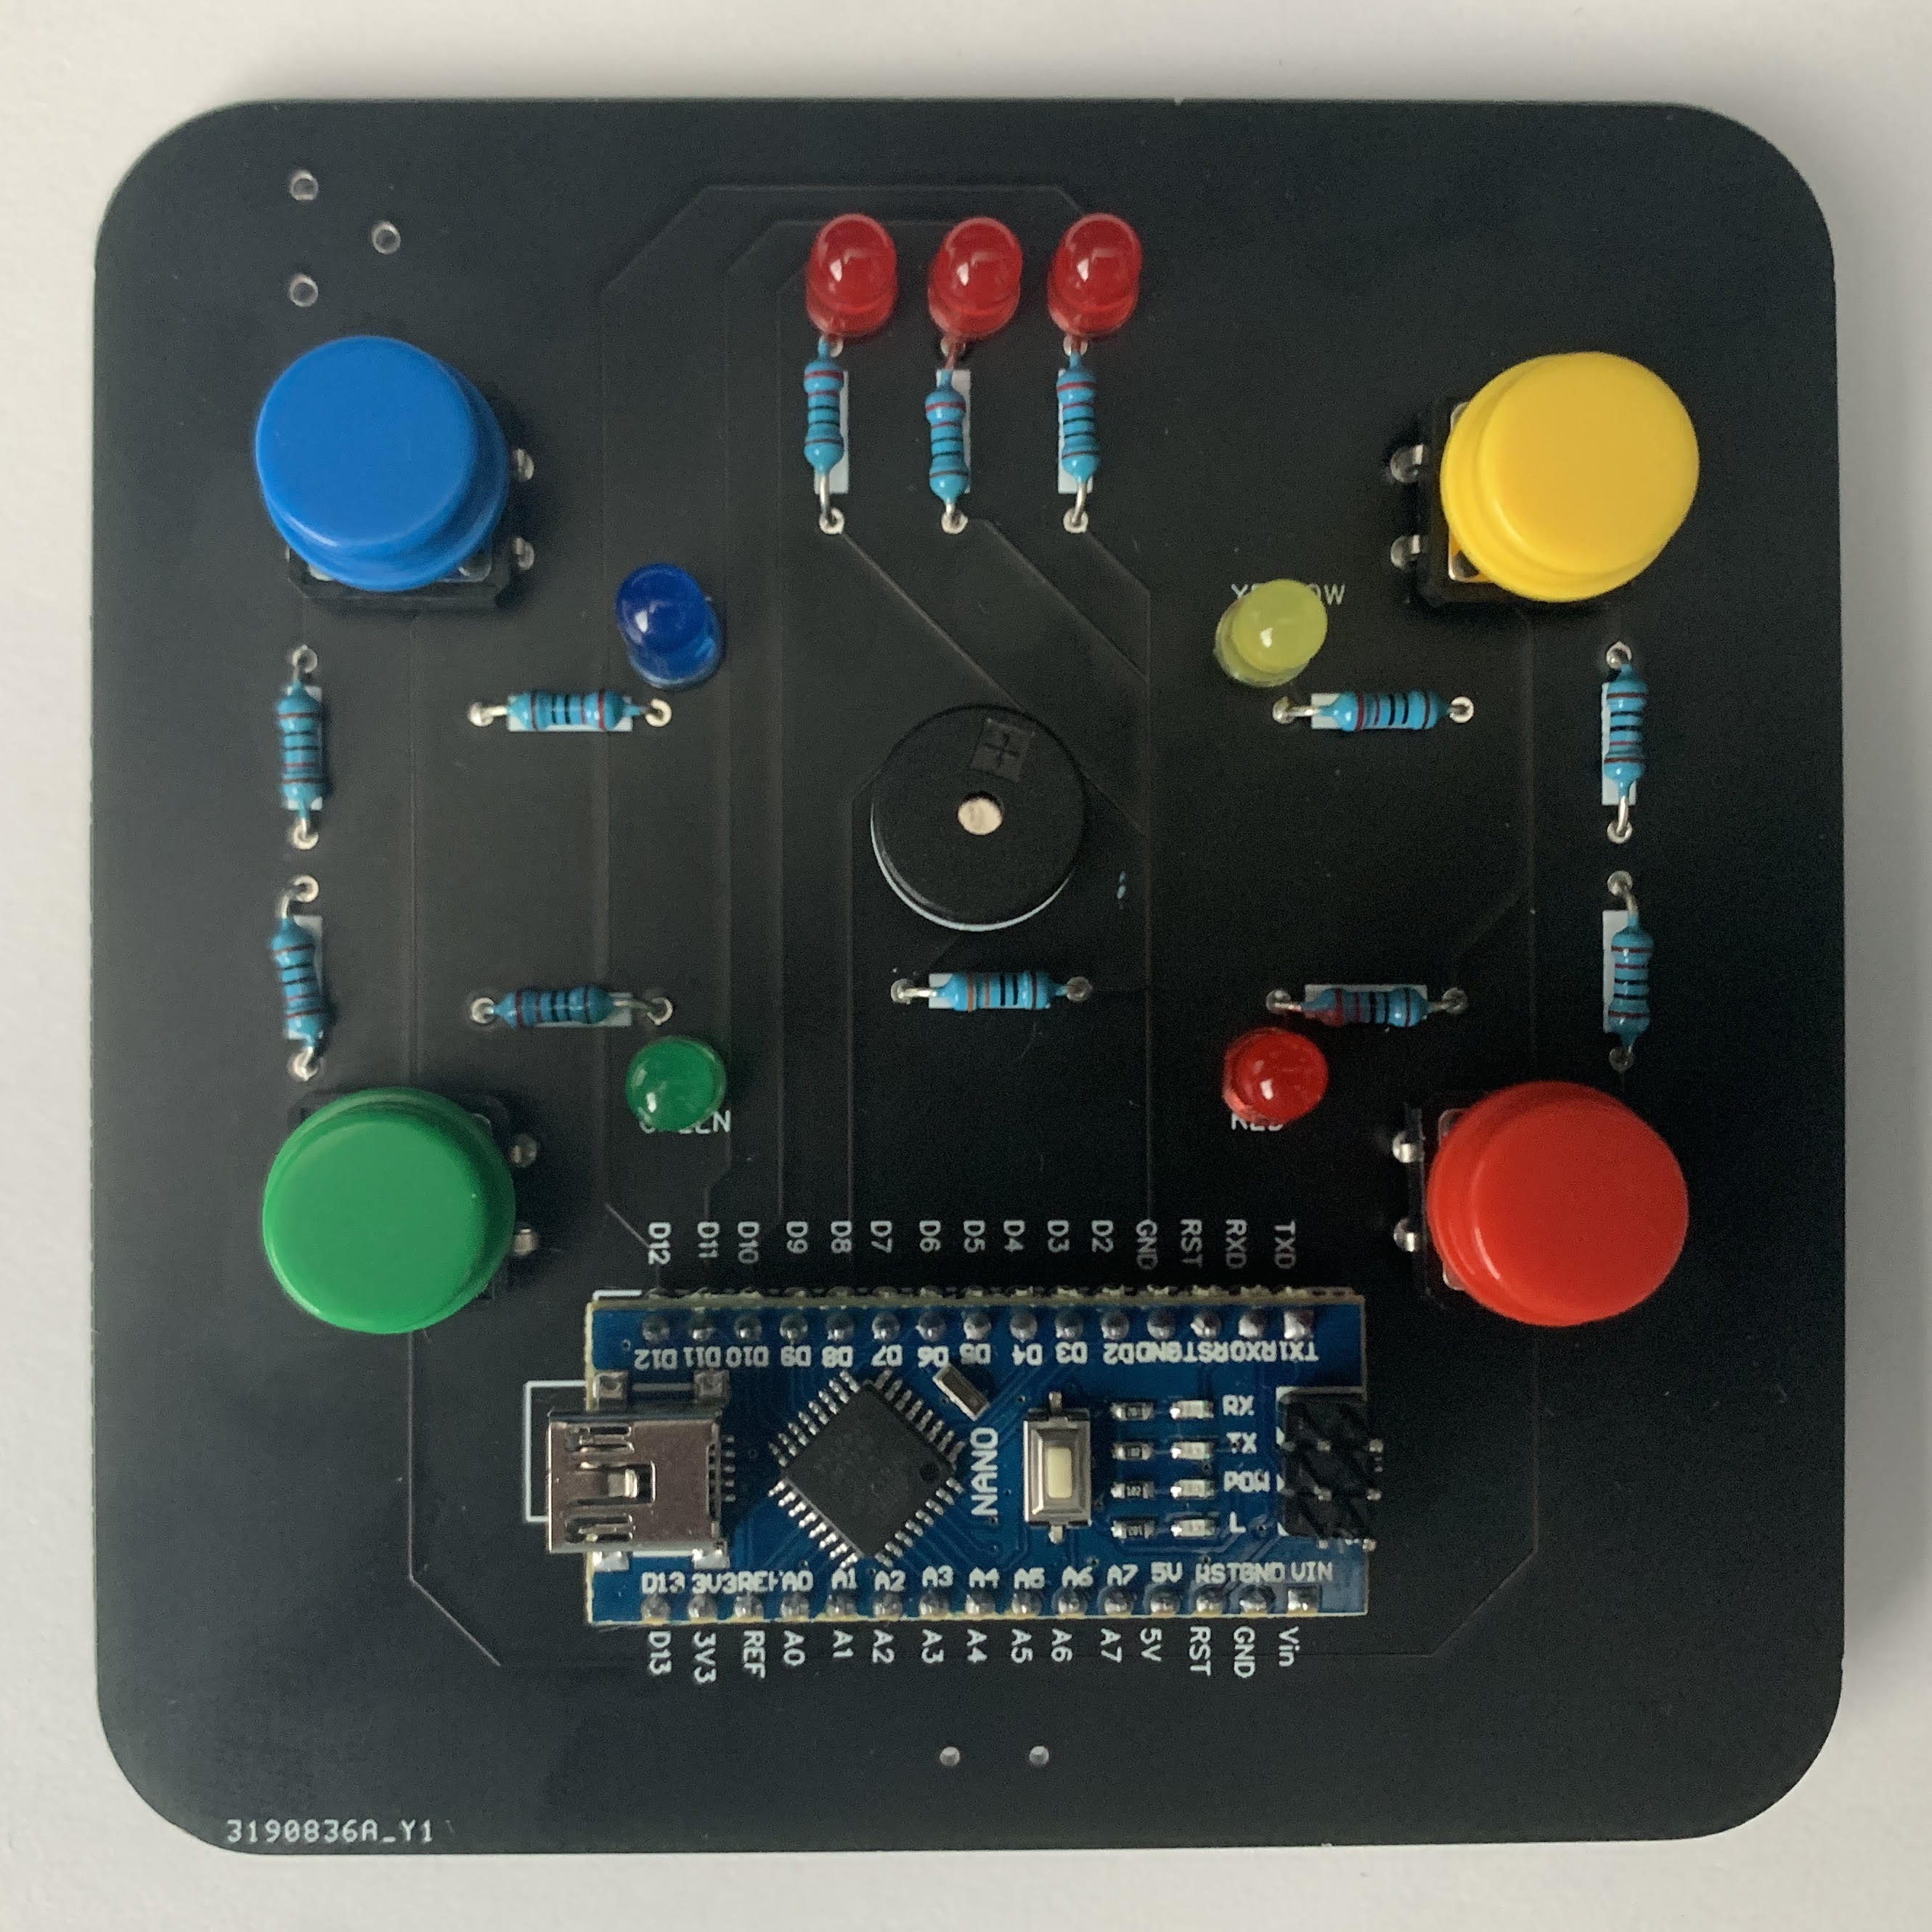 YELLOW
GREEN
RED
D12 D11 D10 D9 D8 D7 D6 D5 D4 D3 D2 GND RST RXD TXD
D12 D11 D10 D9 D8 D7 D6 D5 D4 D3 D2 GND RST RX0 TX1
RX
TX
POW
L
NANO
D13 3V3 REF A0 A1 A2 A3 A4 A5 A6 A7 5V RST GND VIN
D13 3V3 REF A0 A1 A2 A3 A4 A5 A6 A7 5V RST GND Vin
3190836A_Y1